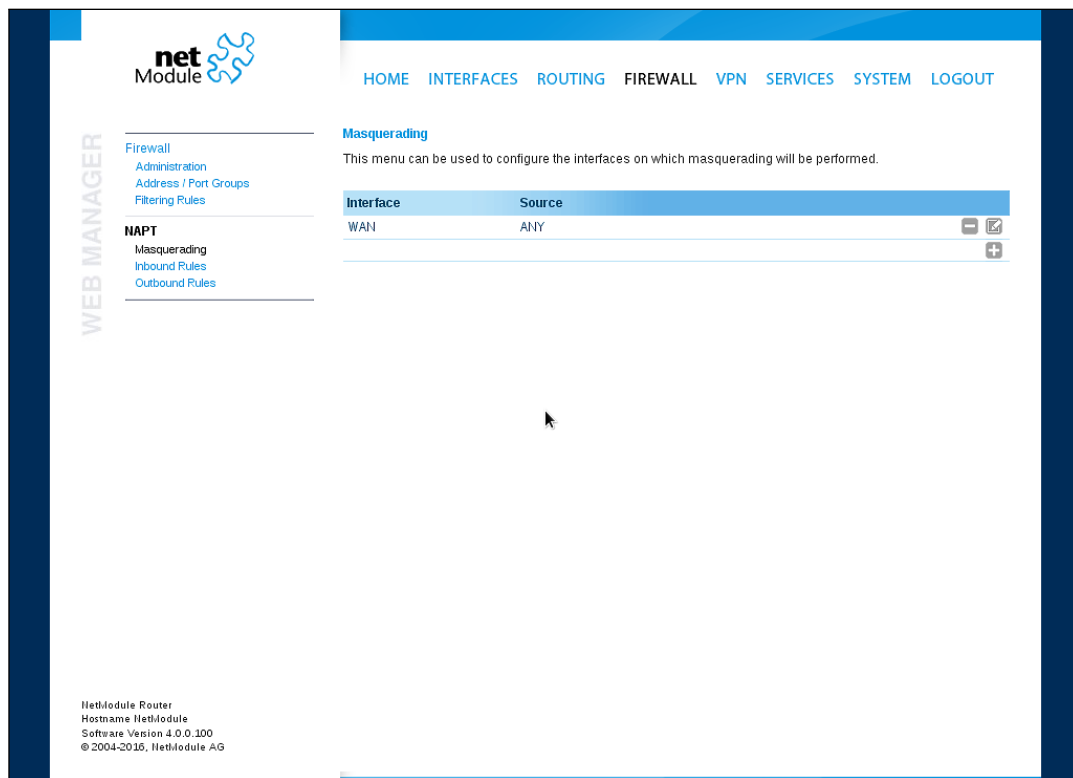 net
Module
HOME INTERFACES ROUTING FIREWALL VPN SERVICES SYSTEM LOGOUT
WEB MANAGER
Firewall
Administration
Address / Port Groups
Filtering Rules
NAPT
Masquerading
Inbound Rules
Outbound Rules
Masquerading
This menu can be used to configure the interfaces on which masquerading will be performed.
Interface Source
WAN ANY
NetModule Router
Hostname NetModule
Software Version 4.0.0.100
© 2004-2016, NetModule AG